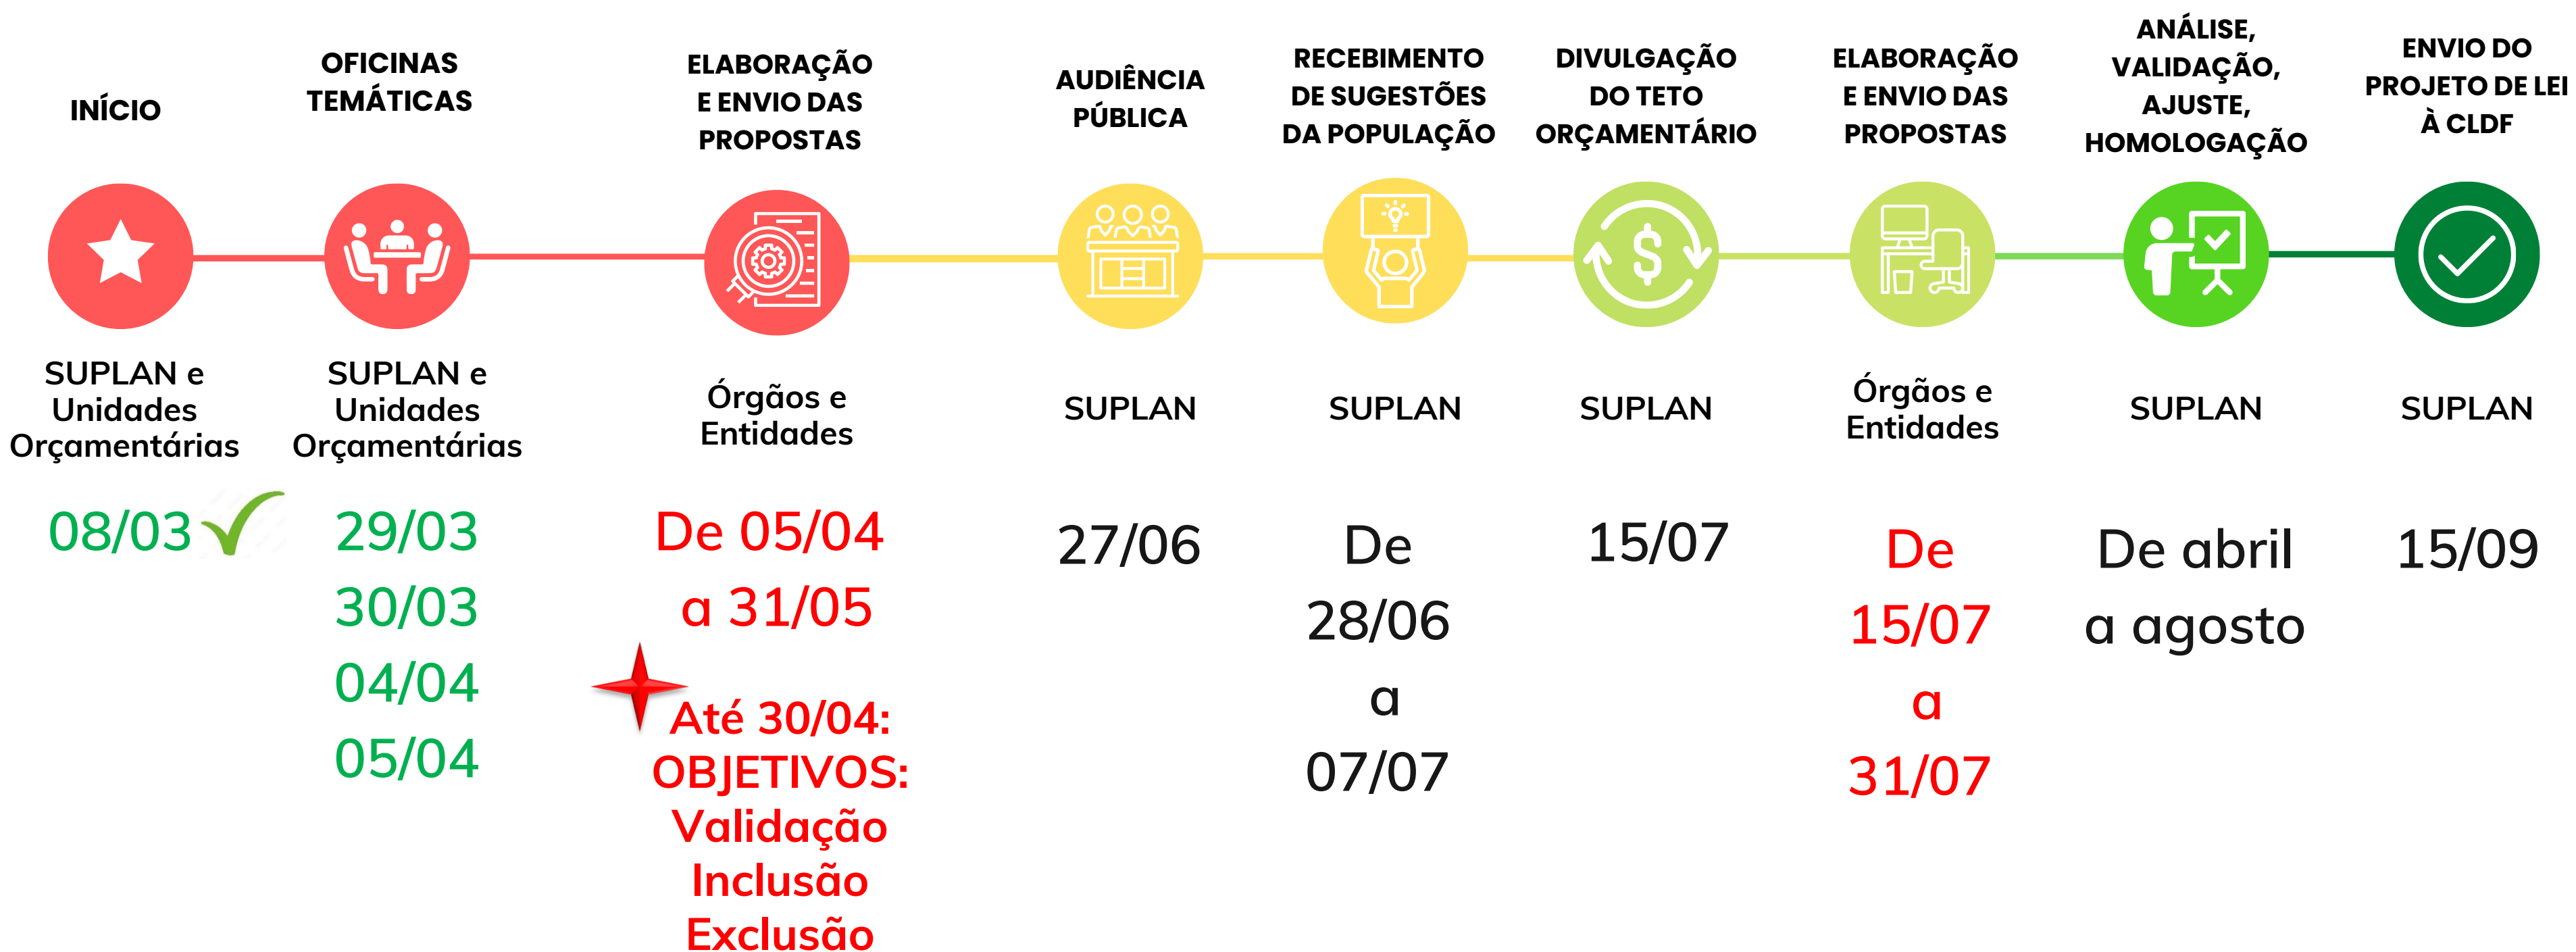 INÍCIO
OFICINAS
TEMÁTICAS
ELABORAÇÃO
E ENVIO DAS
PROPOSTAS
AUDIÊNCIA
PÚBLICA
RECEBIMENTO
DE SUGESTÕES
DA POPULAÇÃO
DIVULGAÇÃO
DO TETO
ORÇAMENTÁRIO
ELABORAÇÃO
E ENVIO DAS
PROPOSTAS
ANÁLISE,
VALIDAÇÃO,
AJUSTE,
HOMOLOGAÇÃO
ENVIO DO
PROJETO DE LEI
À CLDF
$
SUPLAN e
Unidades
Orçamentárias
SUPLAN e
Unidades
Orçamentárias
Órgãos e
Entidades
SUPLAN
SUPLAN
SUPLAN
Órgãos e
Entidades
SUPLAN
SUPLAN
08/03
29/03
30/03
04/04
05/04
De 05/04
a 31/05
Até 30/04:
OBJETIVOS:
Validação
Inclusão
Exclusão
27/06
De
28/06
a
07/07
15/07
De
15/07
a
31/07
De abril
a agosto
15/09